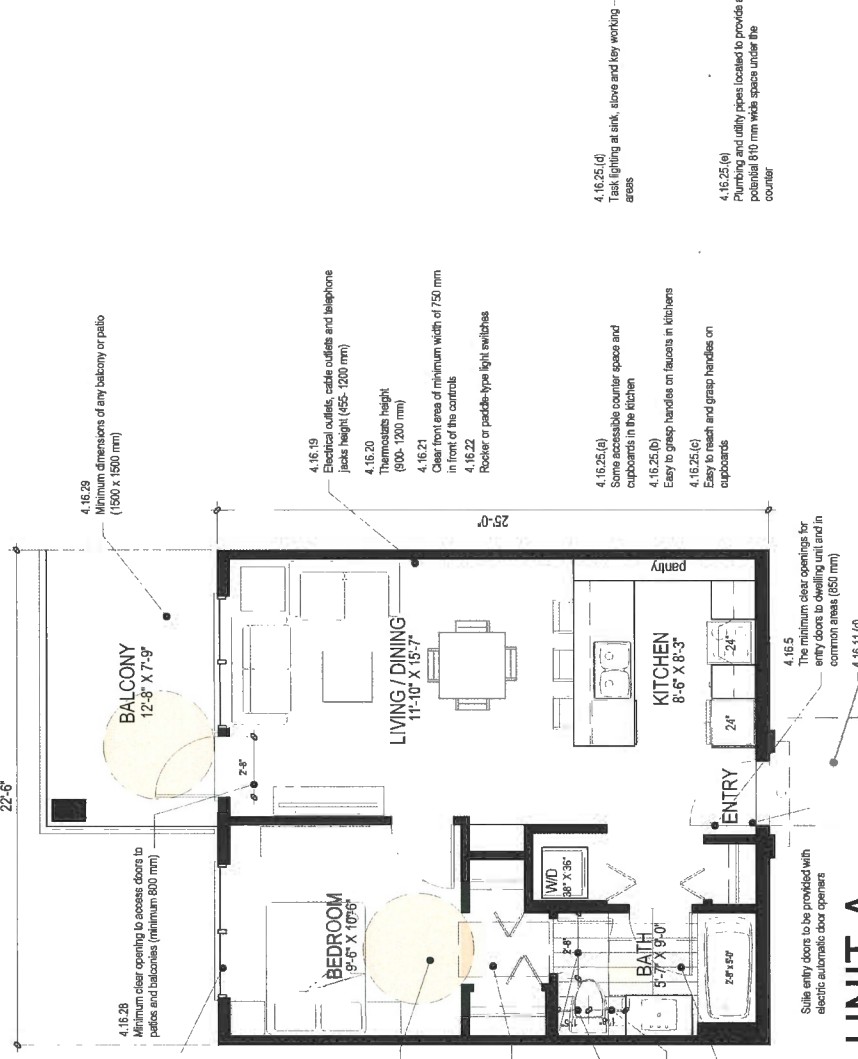 22'-6"
4.16.29
Minimum dimensions of any balcony or patio
(1500 x 1500 mm)
BALCONY
12'-8" X 7'-9"
4.16.28
Minimum clear opening to access doors to
patios and balconies (minimum 800 mm)
2'-8"
25'-0"
4.16.19
Electrical outlets, cable outlets and telephone
jacks height (455- 1200 mm)
4.16.20
Thermostats height
(900- 1200 mm)
4.16.21
Clear front area of minimum width of 750 mm
in front of the controls
4.16.22
Rocker or paddle-type light switches
LIVING / DINING
11'-10" X 15'-7"
BEDROOM
9'-6" X 10'-6"
KITCHEN
8'-6" X 8'-3"
pantry
24"
24"
W/D
36" X 36"
ENTRY
BATH
5'-7" X 9'-0"
2'-8"
2'-8" x 5'-0"
4.16.25.(a)
Some accessible counter space and
cupboards in the kitchen
4.16.25.(b)
Easy to grasp handles on faucets in kitchens
4.16.25.(c)
Easy to reach and grasp handles on
cupboards
4.16.25.(d)
Task lighting at sink, stove and key working
areas
4.16.25.(e)
Plumbing and utility pipes located to provide a
potential 810 mm wide space under the
counter
4.16.5
The minimum clear openings for
entry doors to dwelling unit and in
common areas (850 mm)
Suite entry doors to be provided with
electric automatic door openers
UNIT A